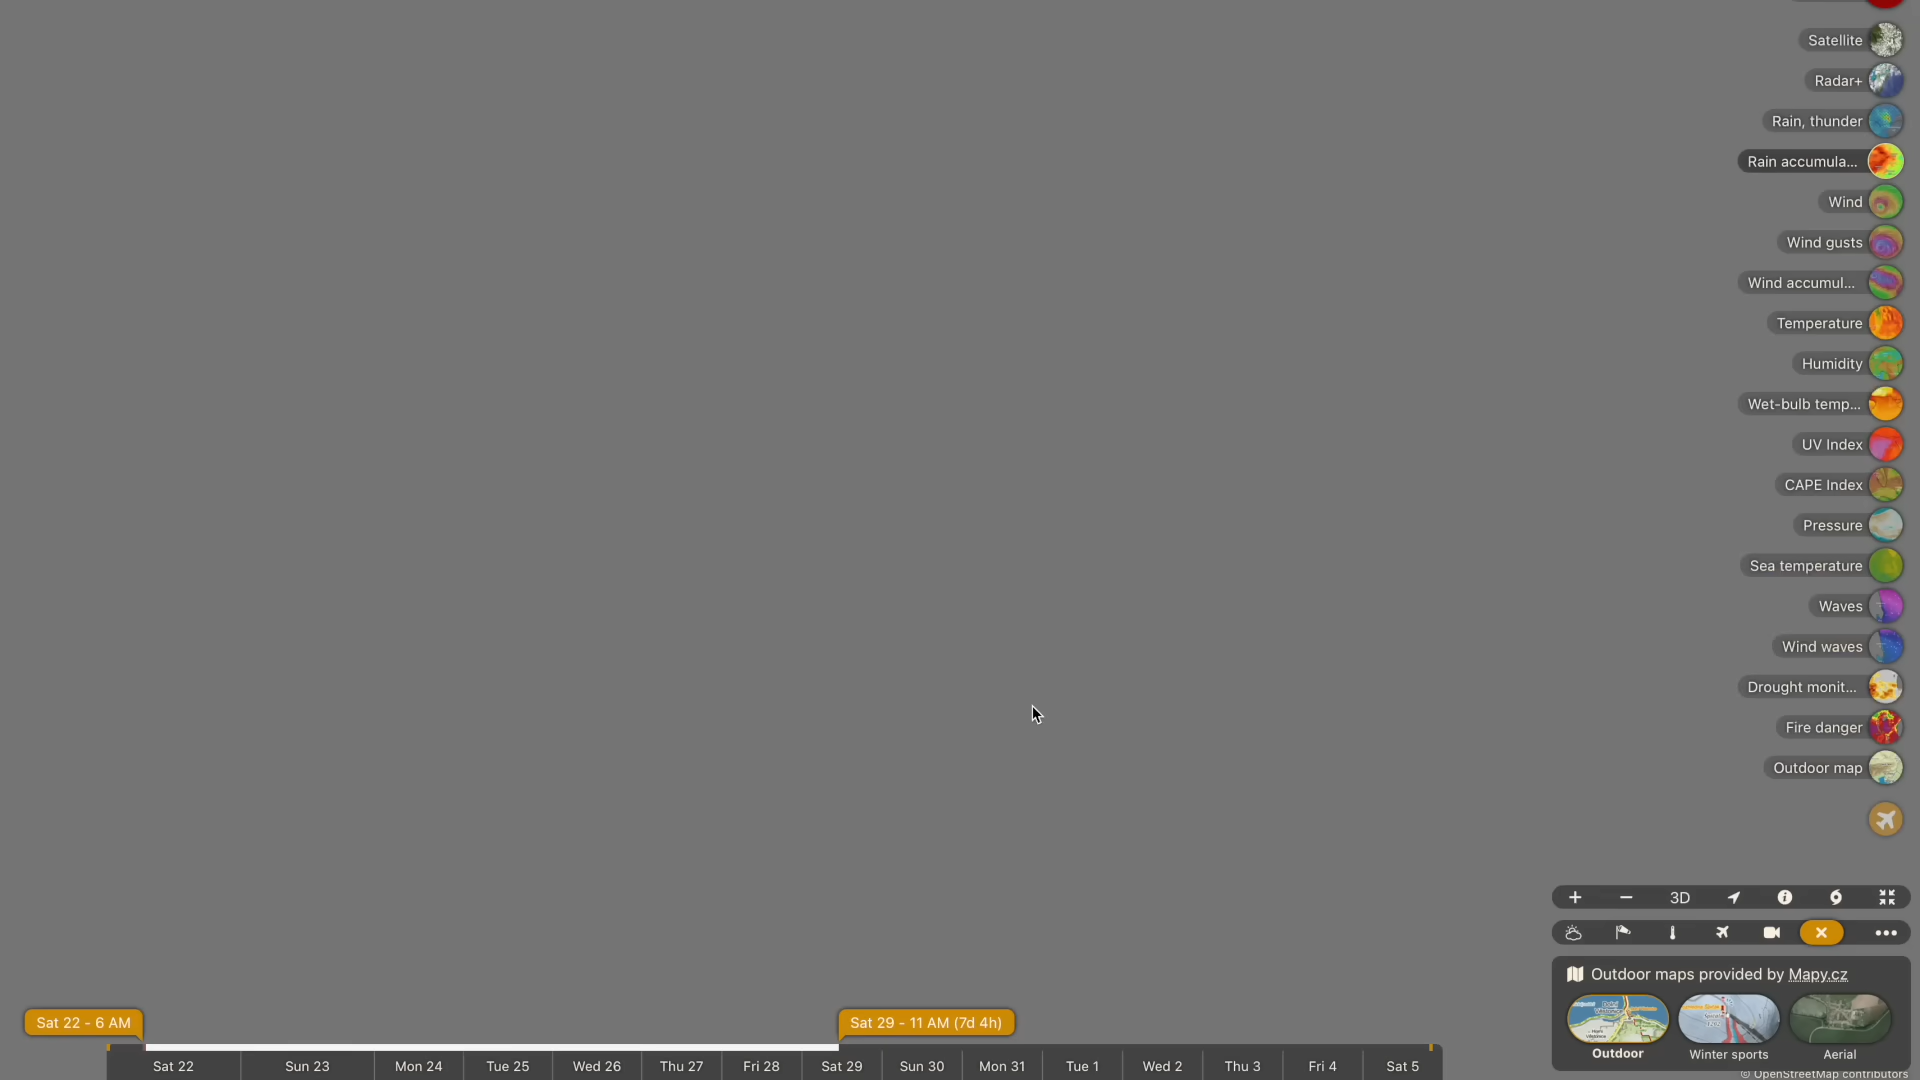 Satellite
Radar+
Rain, thunder
Rain accumula...
Wind
Wind gusts
Wind accumul...
Temperature
Humidity
Wet-bulb temp...
UV Index
CAPE Index
Pressure
Sea temperature
Waves
Wind waves
Drought monit...
Fire danger
Outdoor map
3D
Outdoor maps provided by Mapy.cz
Outdoor
Winter sports
Aerial
© OpenStreetMap contributors
Sat 22 - 6 AM
Sat 29 - 11 AM (7d 4h)
Sat 22 Sun 23 Mon 24 Tue 25 Wed 26 Thu 27 Fri 28 Sat 29 Sun 30 Mon 31 Tue 1 Wed 2 Thu 3 Fri 4 Sat 5